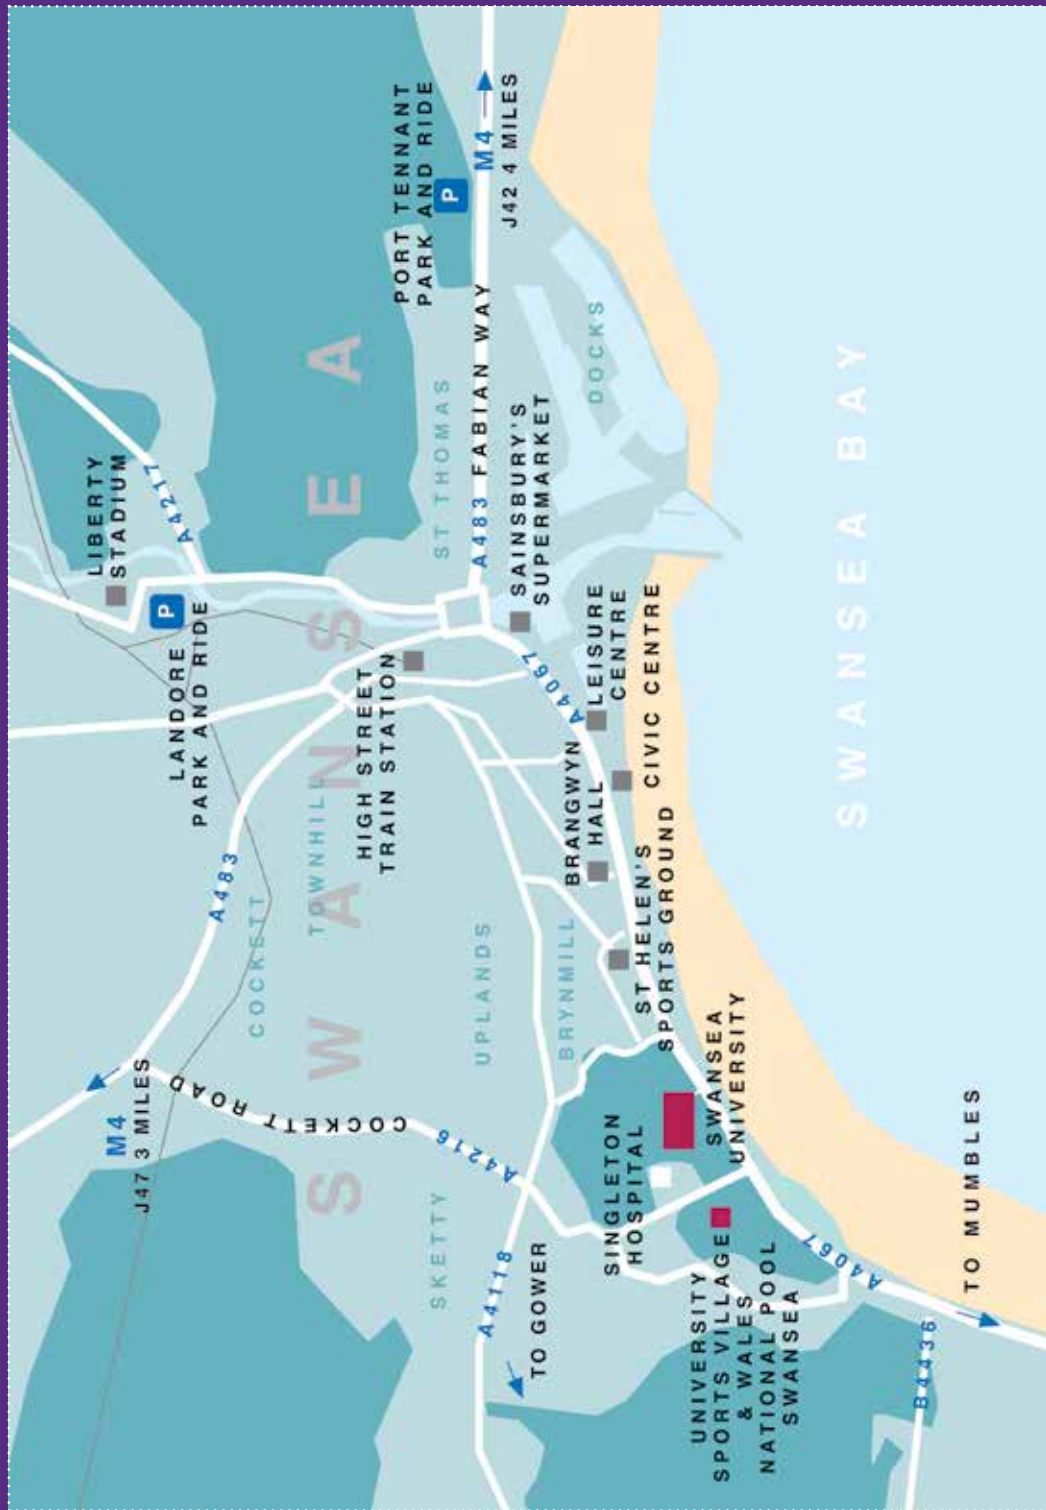 M4
J47 3 MILES
COCKETT ROAD
A4216
A483
COCKETT
TOWNHILL
SWANSEA
LANDORE
PARK AND RIDE
P
LIBERTY
STADIUM
A4217
HIGH STREET
TRAIN STATION
PORT TENNANT
PARK AND RIDE
P
M4
J42 4 MILES
A483 FABIAN WAY
ST THOMAS
SAINSBURY'S
SUPERMARKET
DOCKS
SKETTY
UPLANDS
BRYNMILL
A4118
TO GOWER
A4067
LEISURE
CENTRE
CIVIC CENTRE
BRANGWYN
HALL
ST HELEN'S
SPORTS GROUND
SINGLETON
HOSPITAL
SWANSEA
UNIVERSITY
UNIVERSITY
SPORTS VILLAGE
& WALES
NATIONAL POOL
SWANSEA
A4067
B4436
TO MUMBLES
SWANSEA BAY